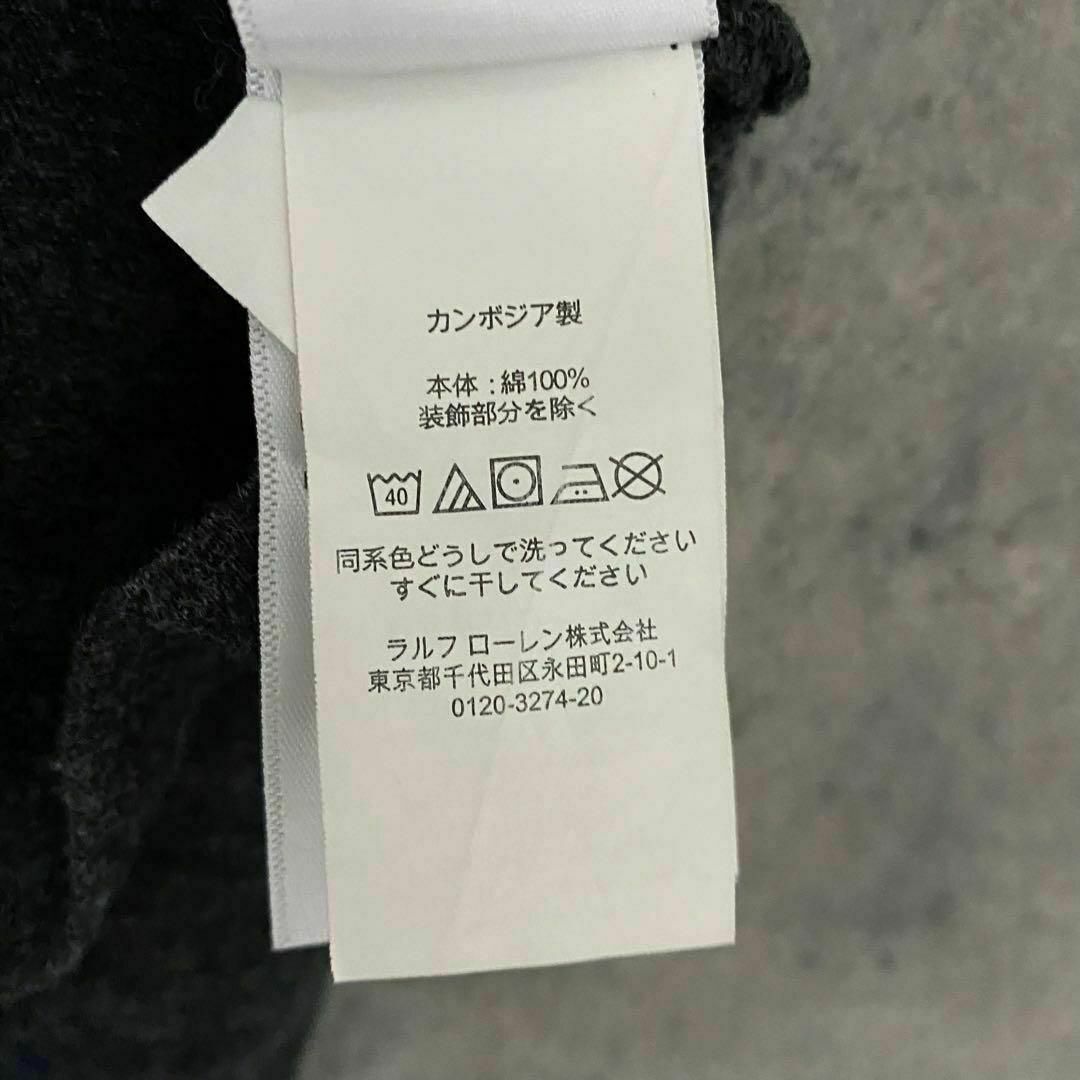 カンボジア製
本体 : 綿100%
装飾部分を除く
40
同系色どうしで洗ってください
すぐに干してください
ラルフ ローレン株式会社
東京都千代田区永田町2-10-1
0120-3274-20